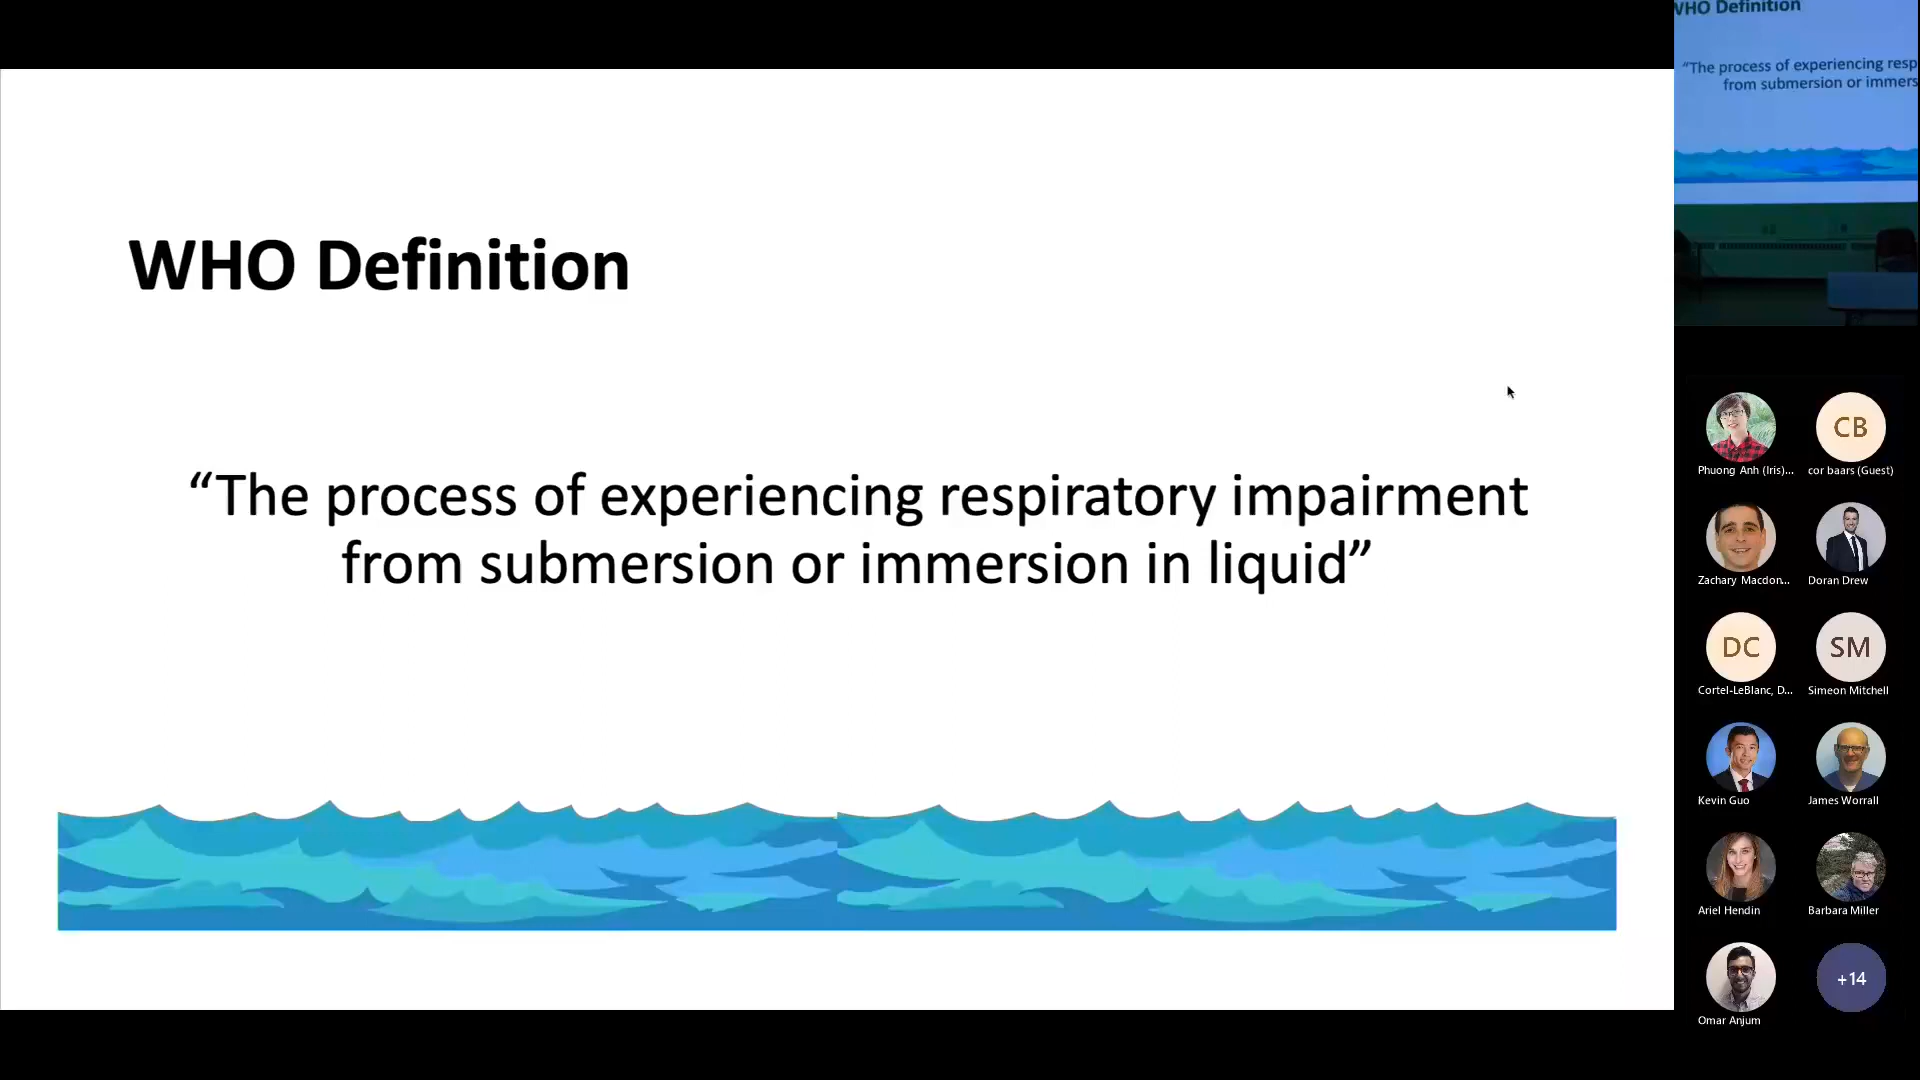 WHO Definition
“The process of experiencing respiratory impairment
from submersion or immersion in liquid”
WHO Definition
“The process of experiencing resp
from submersion or immers
Phuong Anh (Iris)...
CB
cor baars (Guest)
Zachary Macdon...
Doran Drew
DC
Cortel-LeBlanc, D...
SM
Simeon Mitchell
Kevin Guo
James Worrall
Ariel Hendin
Barbara Miller
Omar Anjum
+14